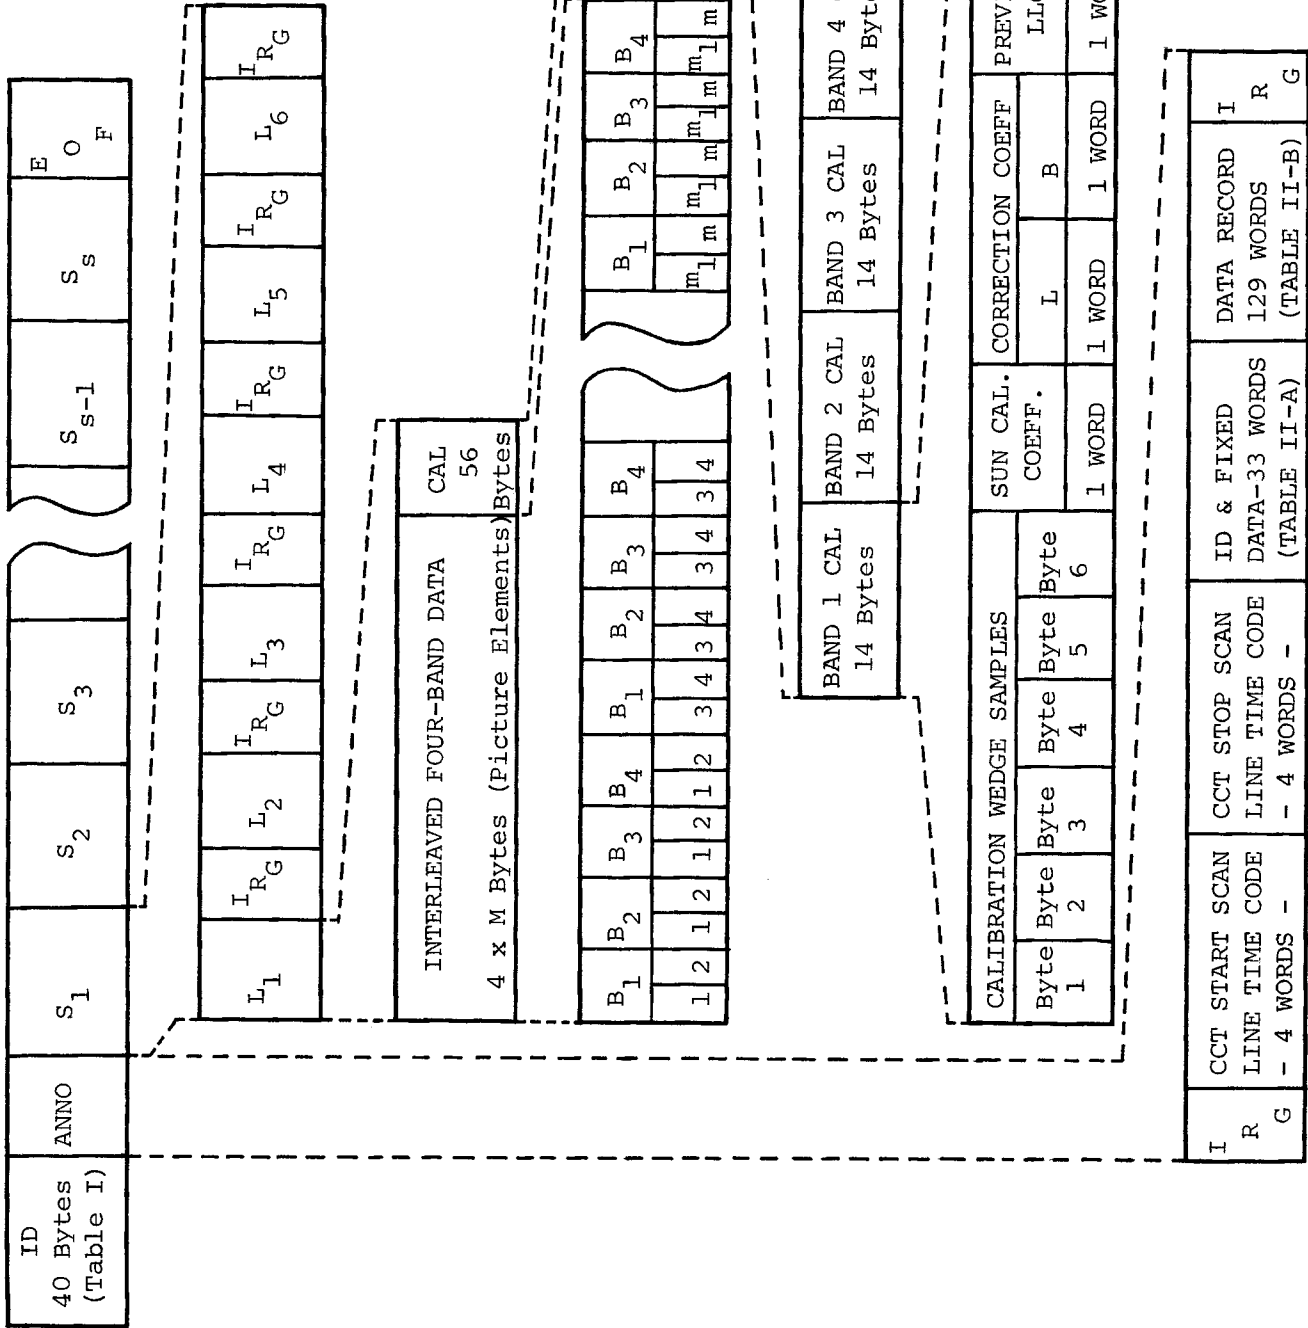 ID
40 Bytes
(Table I)
ANNO
S1
S2
S3
Ss-1
Ss
E
O
F
L1
IRG
L2
IRG
L3
IRG
L4
IRG
L5
IRG
L6
IRG
INTERLEAVED FOUR-BAND DATA
4 x M Bytes (Picture Elements)
CAL
56
Bytes
B1 B2 B3 B4 B1 B2 B3 B4 B1 B2 B3 B4
1 2 1 2 1 2 1 2 3 4 3 4 3 4 3 4 m1 m m1 m m1 m m1 m
BAND 1 CAL
14 Bytes
BAND 2 CAL
14 Bytes
BAND 3 CAL
14 Bytes
BAND 4
14 Byt
CALIBRATION WEDGE SAMPLES
Byte
1
Byte
2
Byte
3
Byte
4
Byte
5
Byte
6
SUN CAL.
COEFF.
1 WORD
CORRECTION COEFF
L
B
1 WORD
1 WORD
PREV
LL
1 W
I
R
G
CCT START SCAN
LINE TIME CODE
- 4 WORDS -
CCT STOP SCAN
LINE TIME CODE
- 4 WORDS -
ID & FIXED
DATA-33 WORDS
(TABLE II-A)
DATA RECORD
129 WORDS
(TABLE II-B)
I
R
G